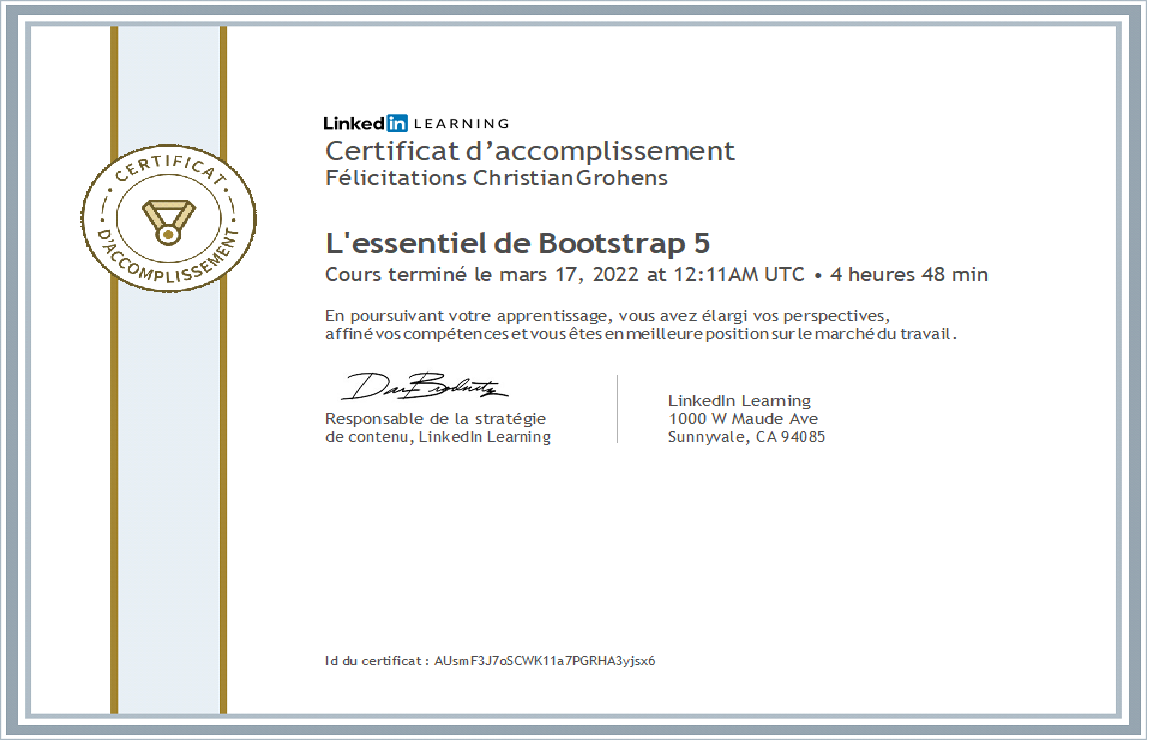 CERTIFICAT
D'ACCOMPLISSEMENT
Linkedin LEARNING
Certificat d’accomplissement
Félicitations Christian Grohens
L'essentiel de Bootstrap 5
Cours terminé le mars 17, 2022 at 12:11AM UTC • 4 heures 48 min
En poursuivant votre apprentissage, vous avez élargi vos perspectives,
affiné vos compétences et vous êtes en meilleure position sur le marché du travail.
Responsable de la stratégie
de contenu, LinkedIn Learning
LinkedIn Learning
1000 W Maude Ave
Sunnyvale, CA 94085
Id du certificat : AUsmF3J7oSCWK11a7PGRHA3yjsx6